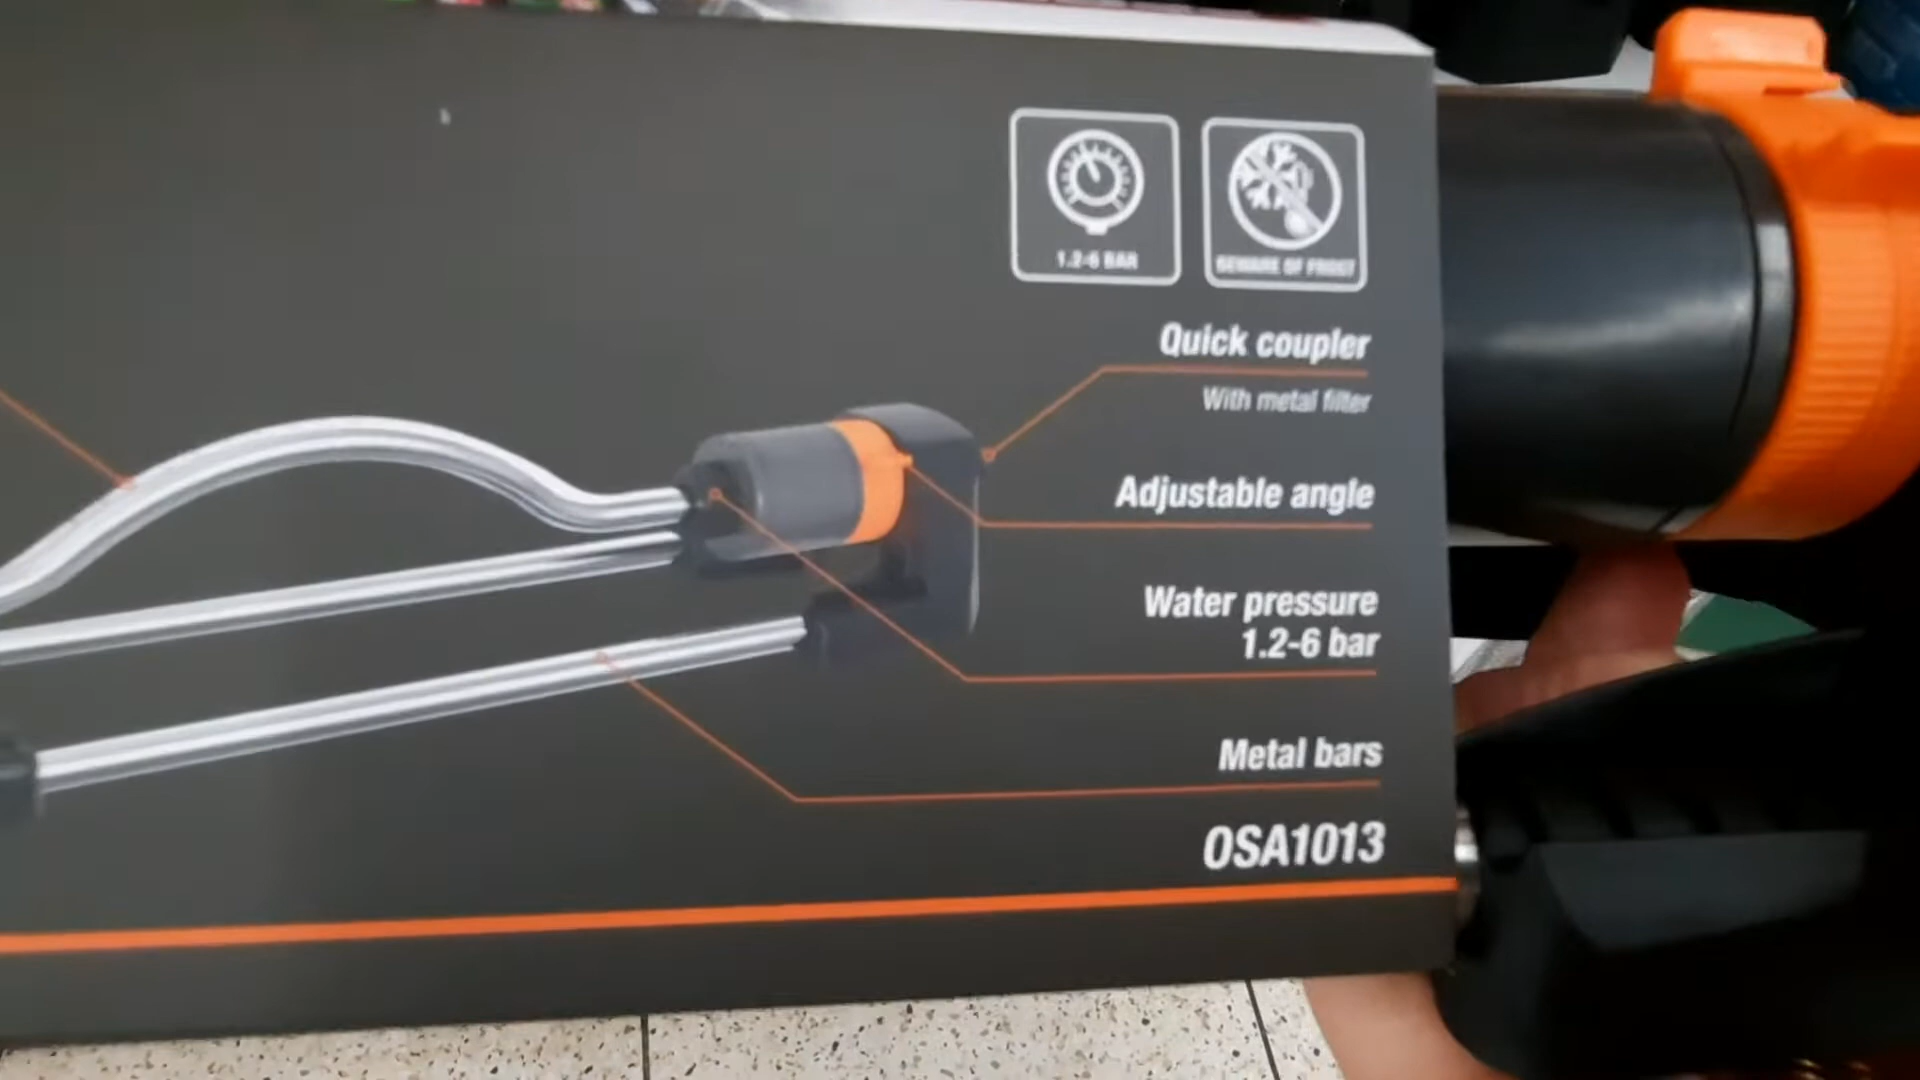 1.2-6 BAR
BEWARE OF FROST
Quick coupler
With metal filter
Adjustable angle
Water pressure
1.2-6 bar
Metal bars
OSA1013